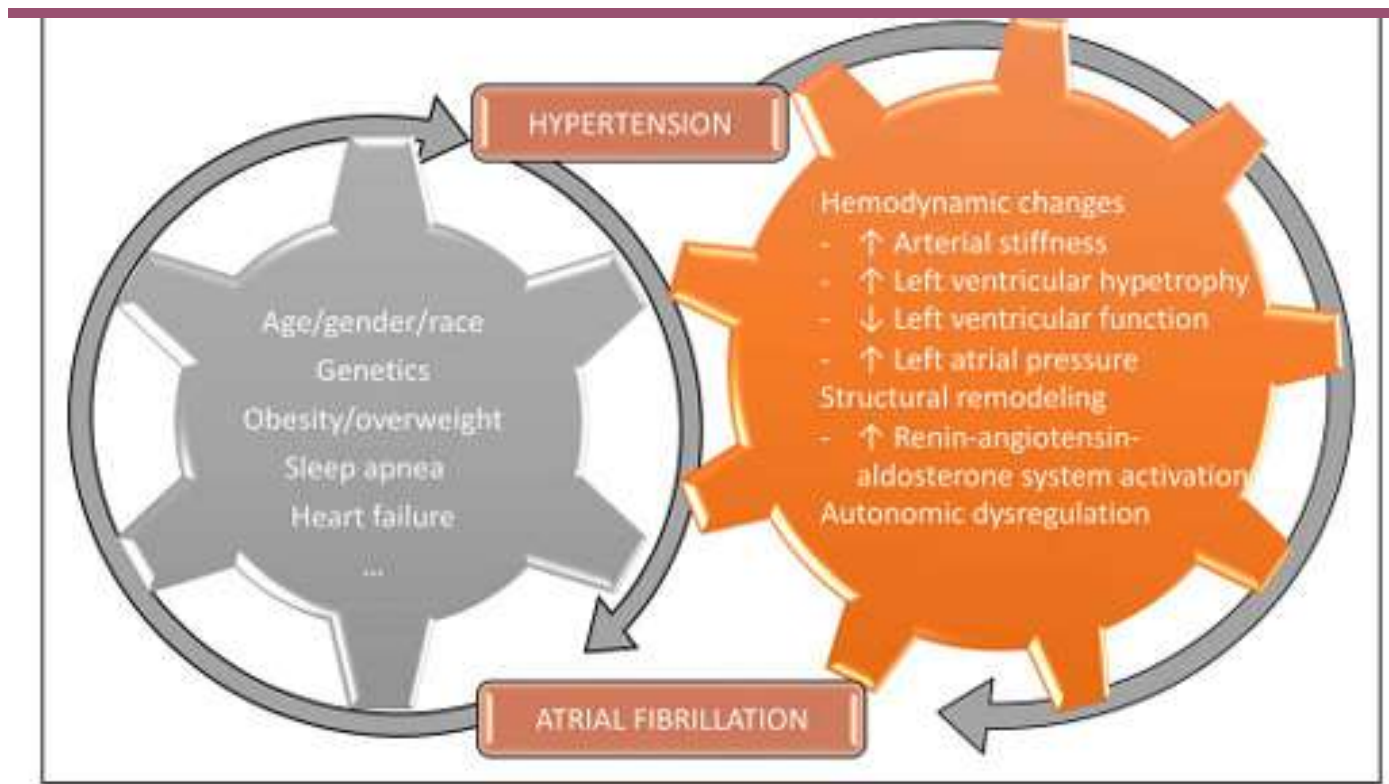 HYPERTENSION
Age/gender/race
Genetics
Obesity/overweight
Sleep apnea
Heart failure
...
Hemodynamic changes
- ↑ Arterial stiffness
- ↑ Left ventricular hypetrophy
- ↓ Left ventricular function
- ↑ Left atrial pressure
Structural remodeling
- ↑ Renin-angiotensin-
aldosterone system activation
Autonomic dysregulation
ATRIAL FIBRILLATION